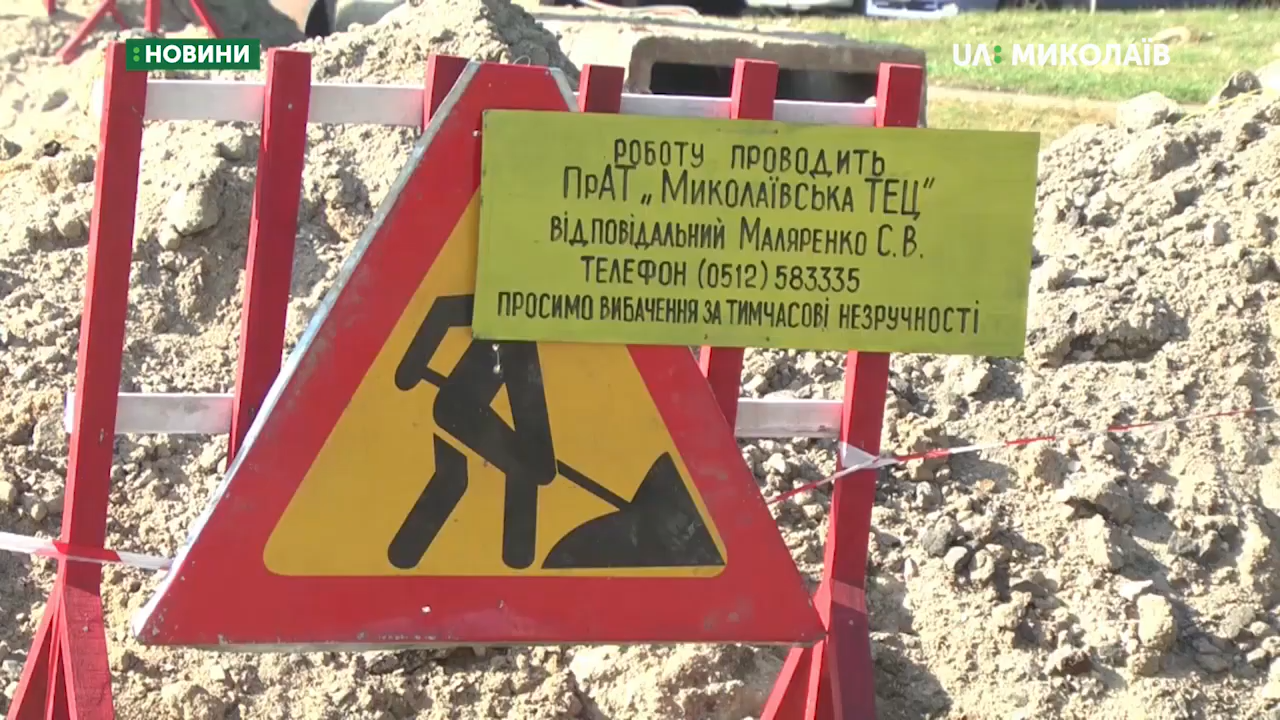 НОВИНИ
UA: МИКОЛАЇВ
РОБОТУ ПРОВОДИТЬ
ПрАТ „Миколаївська ТЕЦ"
ВІДПОВІДАЛЬНИЙ МАЛЯРЕНКО С.В.
ТЕЛЕФОН (0512) 583335
ПРОСИМО ВИБАЧЕННЯ ЗА ТИМЧАСОВІ НЕЗРУЧНОСТІ